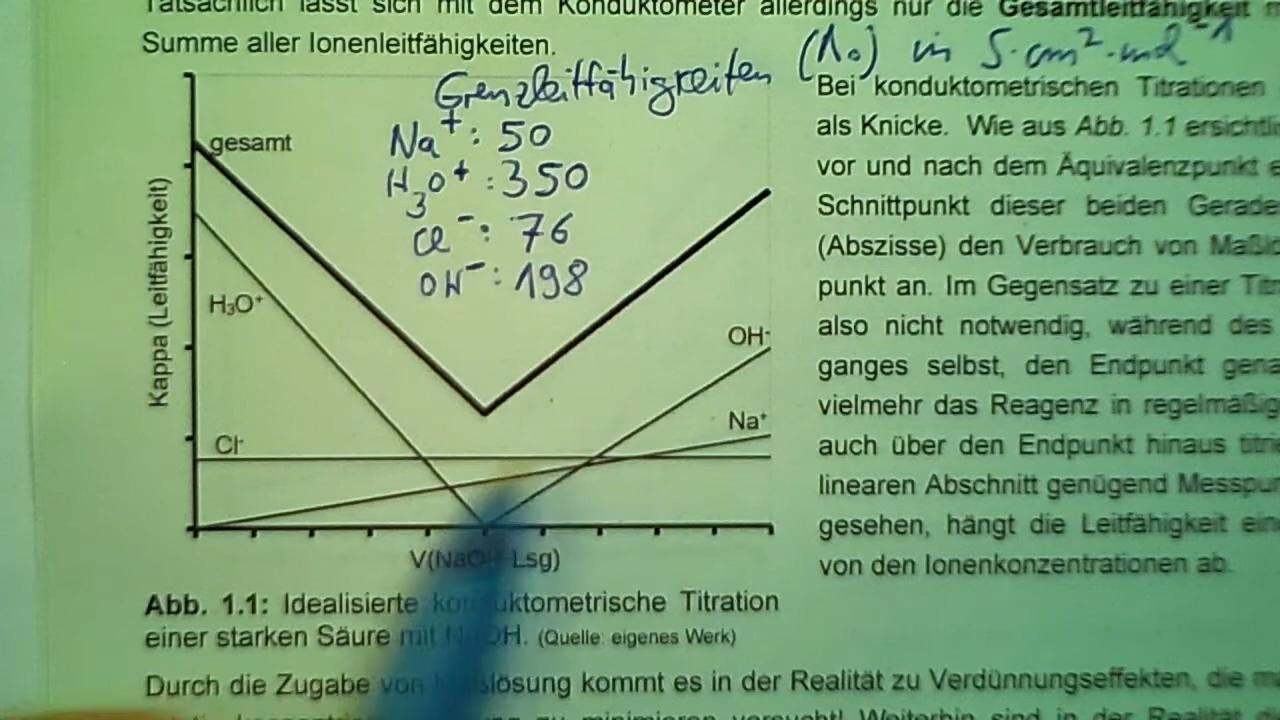 Tatsächlich lässt sich mit dem Konduktometer allerdings nur die Gesamtleitfähigkeit
Summe aller Ionenleitfähigkeiten.
Grenzleitfähigkeiten (Λ₀) in S·cm²·mol⁻¹
Na⁺: 50
H₃O⁺: 350
Cl⁻: 76
OH⁻: 198
gesamt
H₃O⁺
Cl⁻
OH⁻
Na⁺
Kappa (Leitfähigkeit)
V(NaOH-Lsg)
Abb. 1.1: Idealisierte konduktometrische Titration
einer starken Säure mit NaOH. (Quelle: eigenes Werk)
Bei konduktometrischen Titrationen
als Knicke. Wie aus Abb. 1.1 ersichtli
vor und nach dem Äquivalenzpunkt e
Schnittpunkt dieser beiden Gerade
(Abszisse) den Verbrauch von Maßlö
punkt an. Im Gegensatz zu einer Titr
also nicht notwendig, während des
ganges selbst, den Endpunkt gena
vielmehr das Reagenz in regelmäßig
auch über den Endpunkt hinaus titri
linearen Abschnitt genügend Messpu
gesehen, hängt die Leitfähigkeit ein
von den Ionenkonzentrationen ab.
Durch die Zugabe von Maßlösung kommt es in der Realität zu Verdünnungseffekten, die